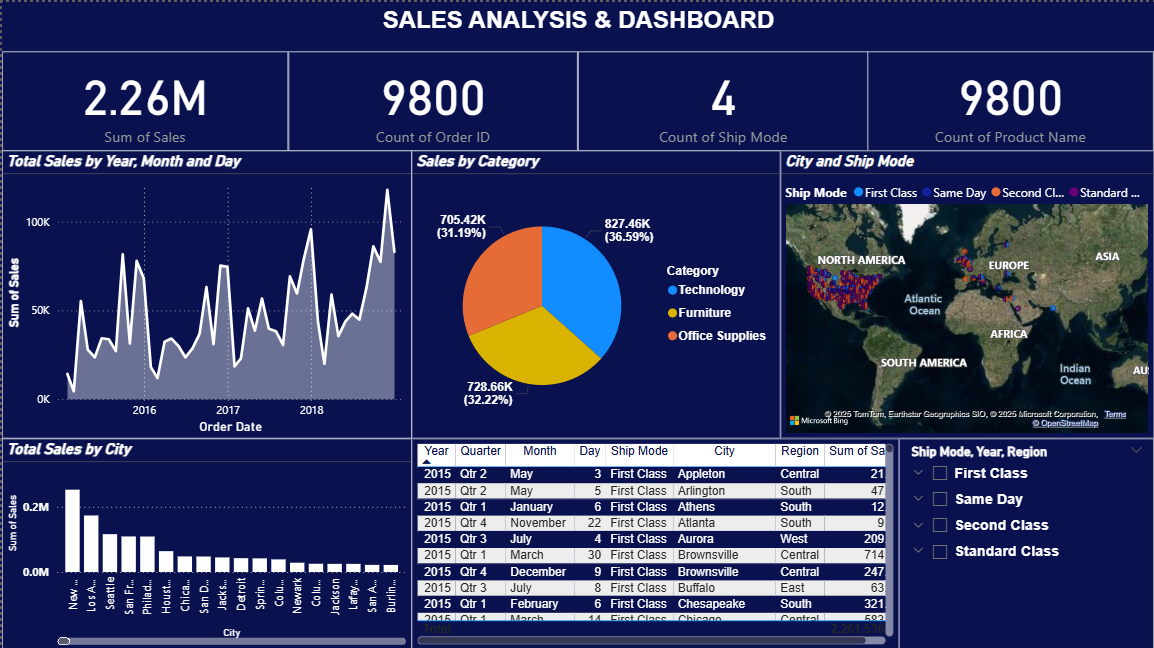 SALES ANALYSIS & DASHBOARD
2.26M
Sum of Sales
9800
Count of Order ID
4
Count of Ship Mode
9800
Count of Product Name
Total Sales by Year, Month and Day
Sum of Sales
100K
50K
0K
2016 2017 2018
Order Date
Sales by Category
705.42K
(31.19%)
827.46K
(36.59%)
728.66K
(32.22%)
Category
Technology
Furniture
Office Supplies
City and Ship Mode
Ship Mode First Class Same Day Second Cl... Standard ...
NORTH AMERICA
EUROPE
ASIA
Atlantic
Ocean
AFRICA
SOUTH AMERICA
Indian
Ocean
AU
Microsoft Bing
© 2025 TomTom, Earthstar Geographics SIO, © 2025 Microsoft Corporation, Terms
© OpenStreetMap
Total Sales by City
Sum of Sales
0.2M
0.0M
New ...
Los A...
Seattle
San Fr...
Philad...
Houst...
Chica...
San D...
Jacks...
Detroit
Sprin...
Colu...
Newark
Colu...
Jackson
Lafay...
San A...
Burlin...
City
Year Quarter Month Day Ship Mode City Region Sum of Sa
2015 Qtr 2 May 3 First Class Appleton Central 21.
2015 Qtr 2 May 5 First Class Arlington South 47.
2015 Qtr 1 January 6 First Class Athens South 12.
2015 Qtr 4 November 22 First Class Atlanta South 9.
2015 Qtr 3 July 4 First Class Aurora West 209.
2015 Qtr 1 March 30 First Class Brownsville Central 714.
2015 Qtr 4 December 9 First Class Brownsville Central 247.
2015 Qtr 3 July 8 First Class Buffalo East 63.
2015 Qtr 1 February 6 First Class Chesapeake South 321.
2015 Qtr 1 March 14 First Class Chicago Central 582.
Total 2,261,536.
Ship Mode, Year, Region
First Class
Same Day
Second Class
Standard Class